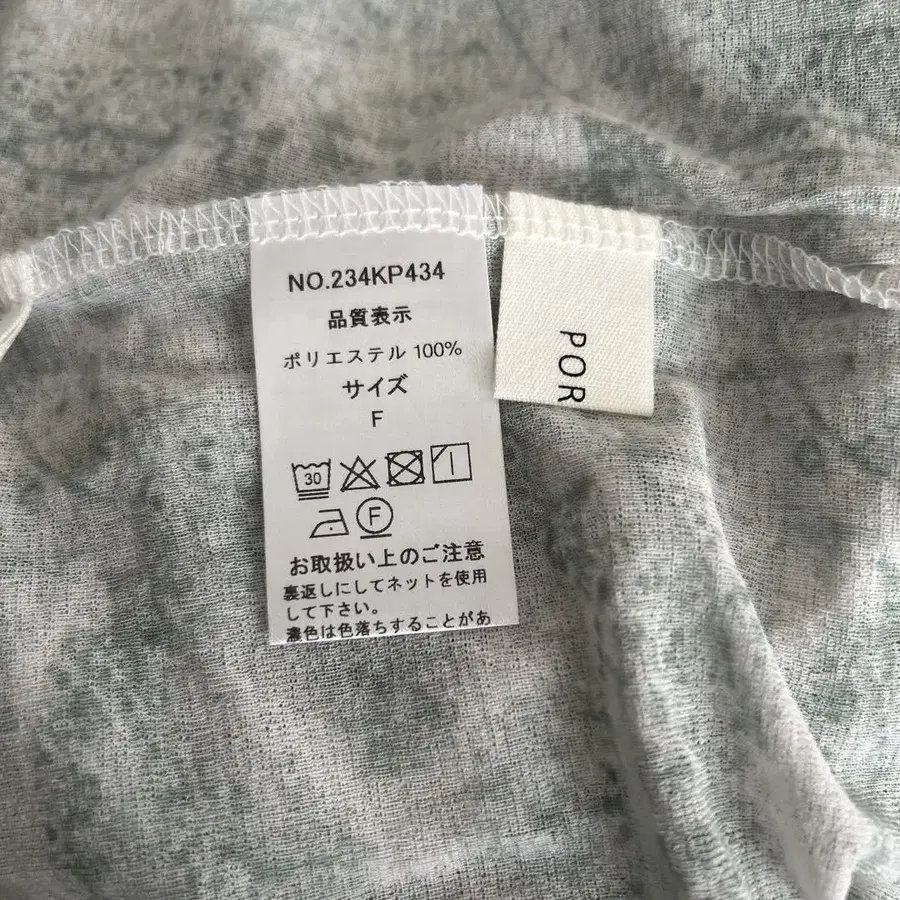 NO.234KP434
品質表示
ポリエステル 100%
サイズ
F
30
F
お取扱い上のご注意
裏返しにしてネットを使用
して下さい。
濃色は色落ちすることがあ
POR